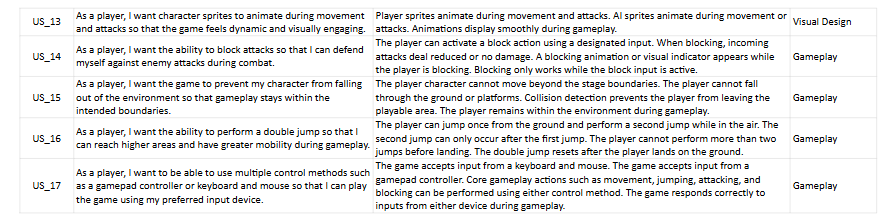 US_13
As a player, I want character sprites to animate during movement
and attacks so that the game feels dynamic and visually engaging.
Player sprites animate during movement and attacks. AI sprites animate during movement or
attacks. Animations display smoothly during gameplay.
Visual Design
US_14
As a player, I want the ability to block attacks so that I can defend
myself against enemy attacks during combat.
The player can activate a block action using a designated input. When blocking, incoming
attacks deal reduced or no damage. A blocking animation or visual indicator appears while
the player is blocking. Blocking only works while the block input is active.
Gameplay
US_15
As a player, I want the game to prevent my character from falling
out of the environment so that gameplay stays within the
intended boundaries.
The player character cannot move beyond the stage boundaries. The player cannot fall
through the ground or platforms. Collision detection prevents the player from leaving the
playable area. The player remains within the environment during gameplay.
Gameplay
US_16
As a player, I want the ability to perform a double jump so that I
can reach higher areas and have greater mobility during gameplay.
The player can jump once from the ground and perform a second jump while in the air. The
second jump can only occur after the first jump. The player cannot perform more than two
jumps before landing. The double jump resets after the player lands on the ground.
Gameplay
US_17
As a player, I want to be able to use multiple control methods such
as a gamepad controller or keyboard and mouse so that I can play
the game using my preferred input device.
The game accepts input from a keyboard and mouse. The game accepts input from a
gamepad controller. Core gameplay actions such as movement, jumping, attacking, and
blocking can be performed using either control method. The game responds correctly to
inputs from either device during gameplay.
Gameplay